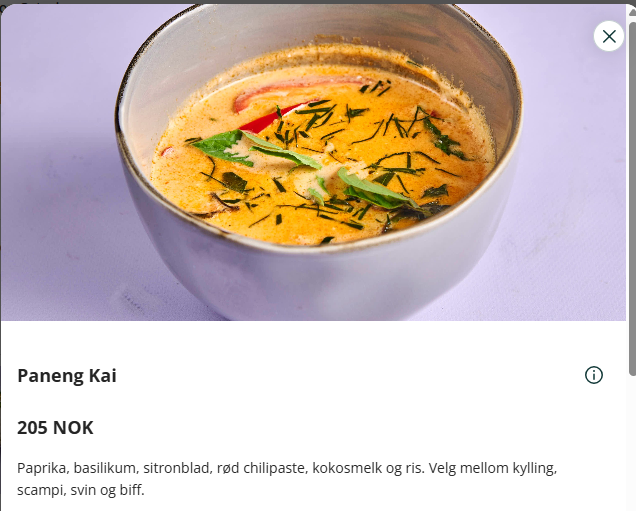 Paneng Kai
205 NOK
Paprika, basilikum, sitronblad, rød chilipaste, kokosmelk og ris. Velg mellom kylling,
scampi, svin og biff.